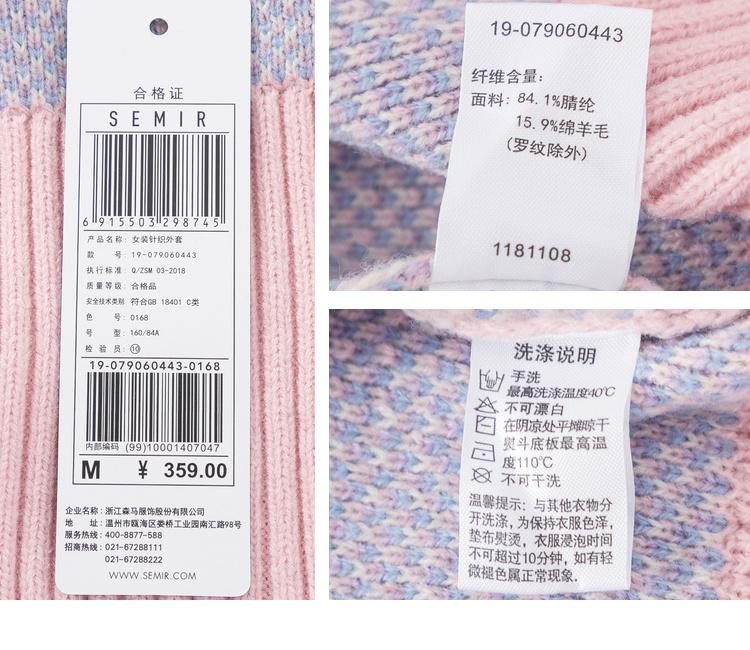 合格证
SEMIR
6 915503 298745
产品名称: 女装针织外套
款 号: 19-079060443
执行标准: Q/ZSM 03-2018
质量等级: 合格品
安全技术类别 符合GB 18401 C类
色 号: 0168
号 型: 160/84A
检 验 员: ⑩
19-079060443-0168
内部编码 (99)10001407047
M ¥ 359.00
企业名称: 浙江森马服饰股份有限公司
地 址: 温州市瓯海区娄桥工业园南汇路98号
服务热线: 400-8877-588
招商热线: 021-67288111
021-67288222
WWW.SEMIR.COM
19-079060443
纤维含量:
面料: 84.1%腈纶
15.9%绵羊毛
(罗纹除外)
1181108
洗涤说明
手洗
最高洗涤温度40℃
不可漂白
在阴凉处平摊晾干
熨斗底板最高温
度110℃
不可干洗
温馨提示: 与其他衣物分
开洗涤, 为保持衣服色泽,
垫布熨烫, 衣服浸泡时间
不可超过10分钟, 如有轻
微褪色属正常现象.